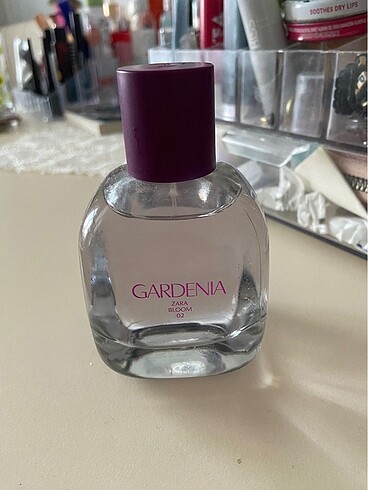 SOOTHES DRY LIPS
GARDENIA
ZARA
BLOOM
02